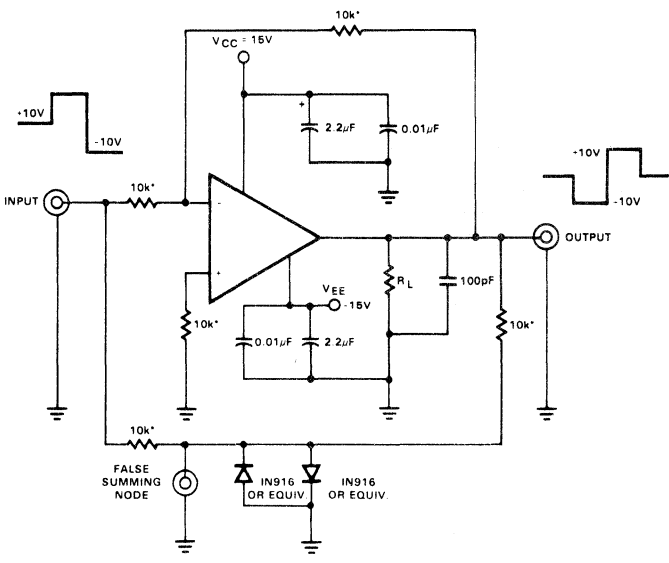 10k*
VCC = 15V
+10V
-10V
+
2.2µF
0.01µF
+10V
-10V
INPUT
10k*
-
+
OUTPUT
RL
100pF
VEE
-15V
10k*
0.01µF
2.2µF
10k*
10k*
FALSE
SUMMING
NODE
IN916
OR EQUIV.
IN916
OR EQUIV.